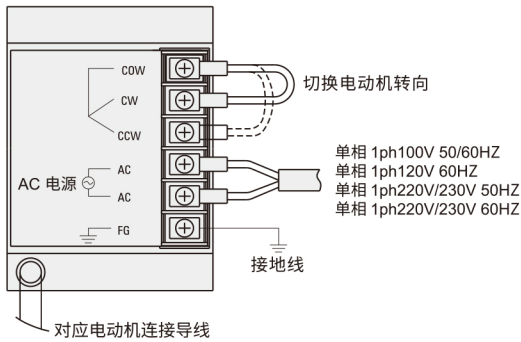 COW
CW
CCW
AC 电源
AC
AC
FG
切换电动机转向
单相 1ph100V 50/60HZ
单相 1ph120V 60HZ
单相 1ph220V/230V 50HZ
单相 1ph220V/230V 60HZ
接地线
对应电动机连接导线